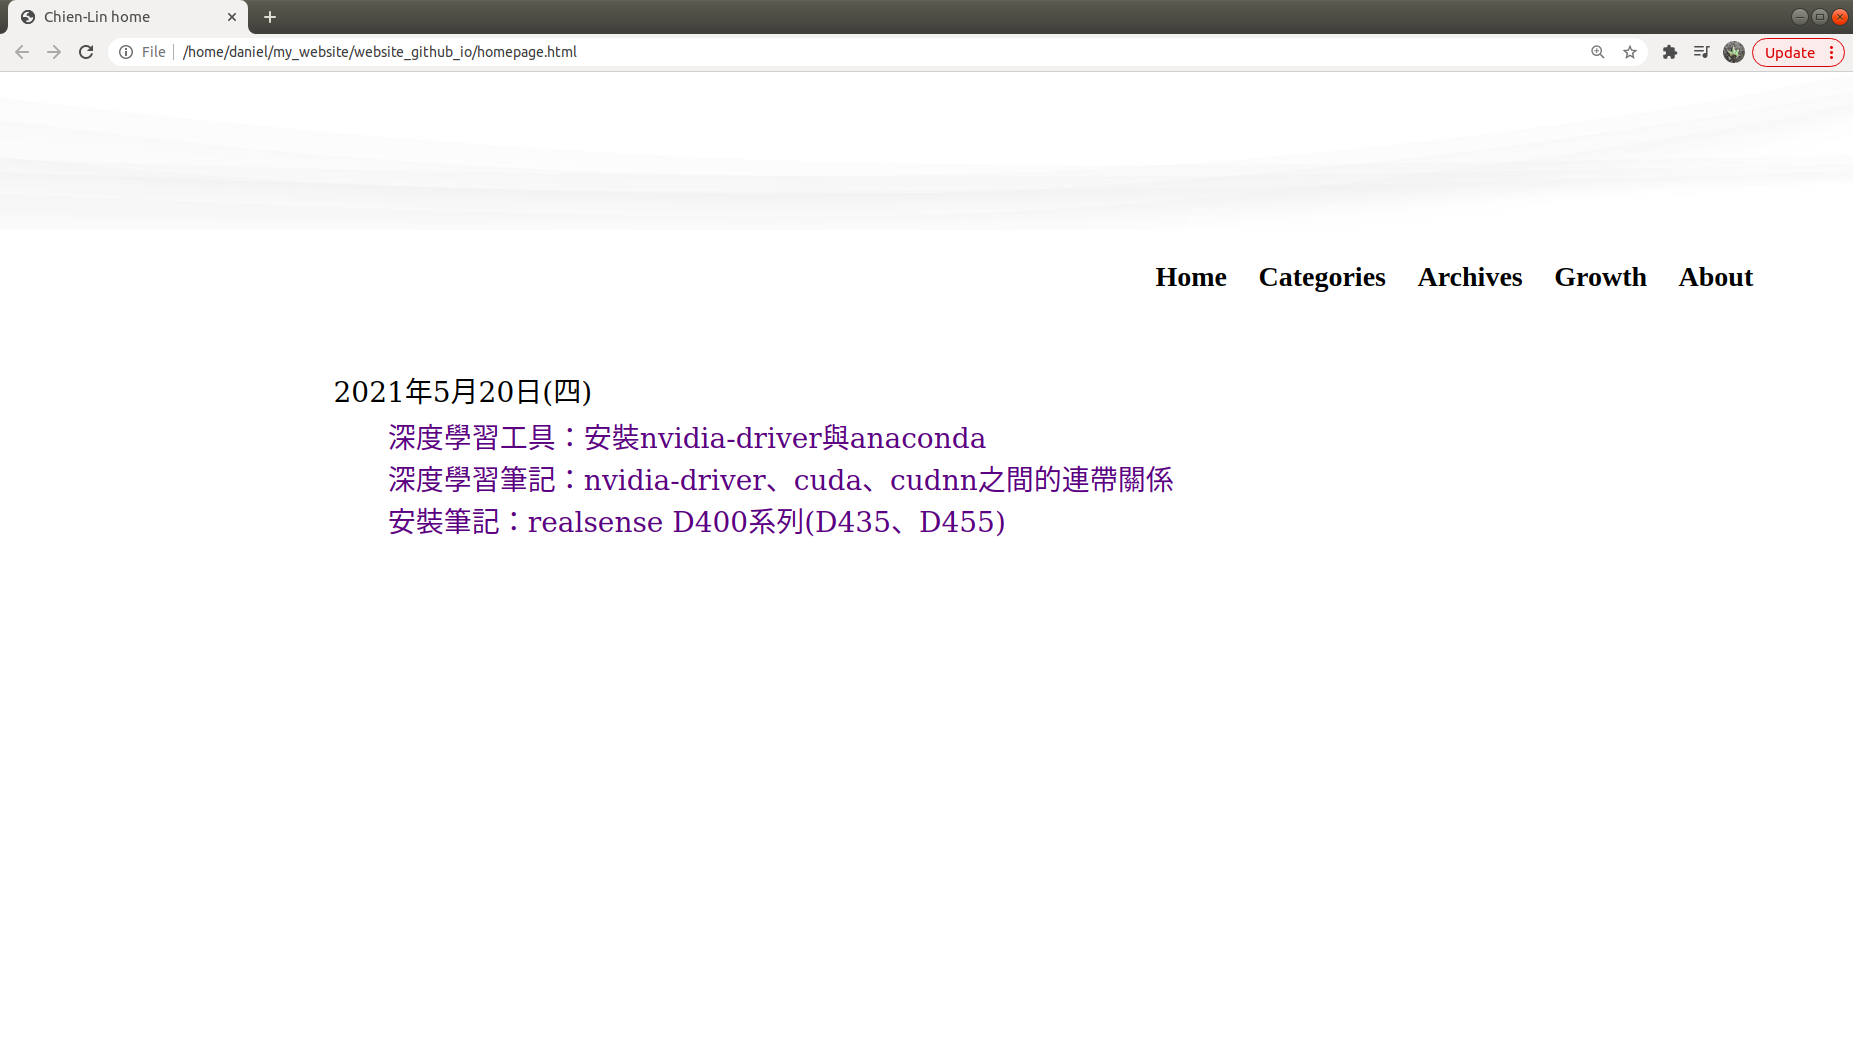 Chien-Lin home
File /home/daniel/my_website/website_github_io/homepage.html
Update
Home Categories Archives Growth About
2021年5月20日(四)
深度學習工具：安裝nvidia-driver與anaconda
深度學習筆記：nvidia-driver、cuda、cudnn之間的連帶關係
安裝筆記：realsense D400系列(D435、D455)